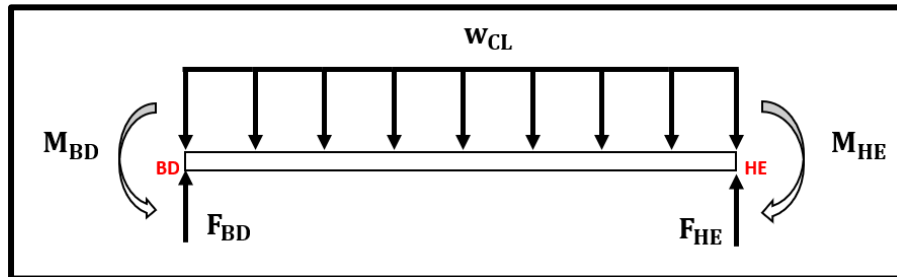 w_CL
M_BD
M_HE
BD
HE
F_BD
F_HE